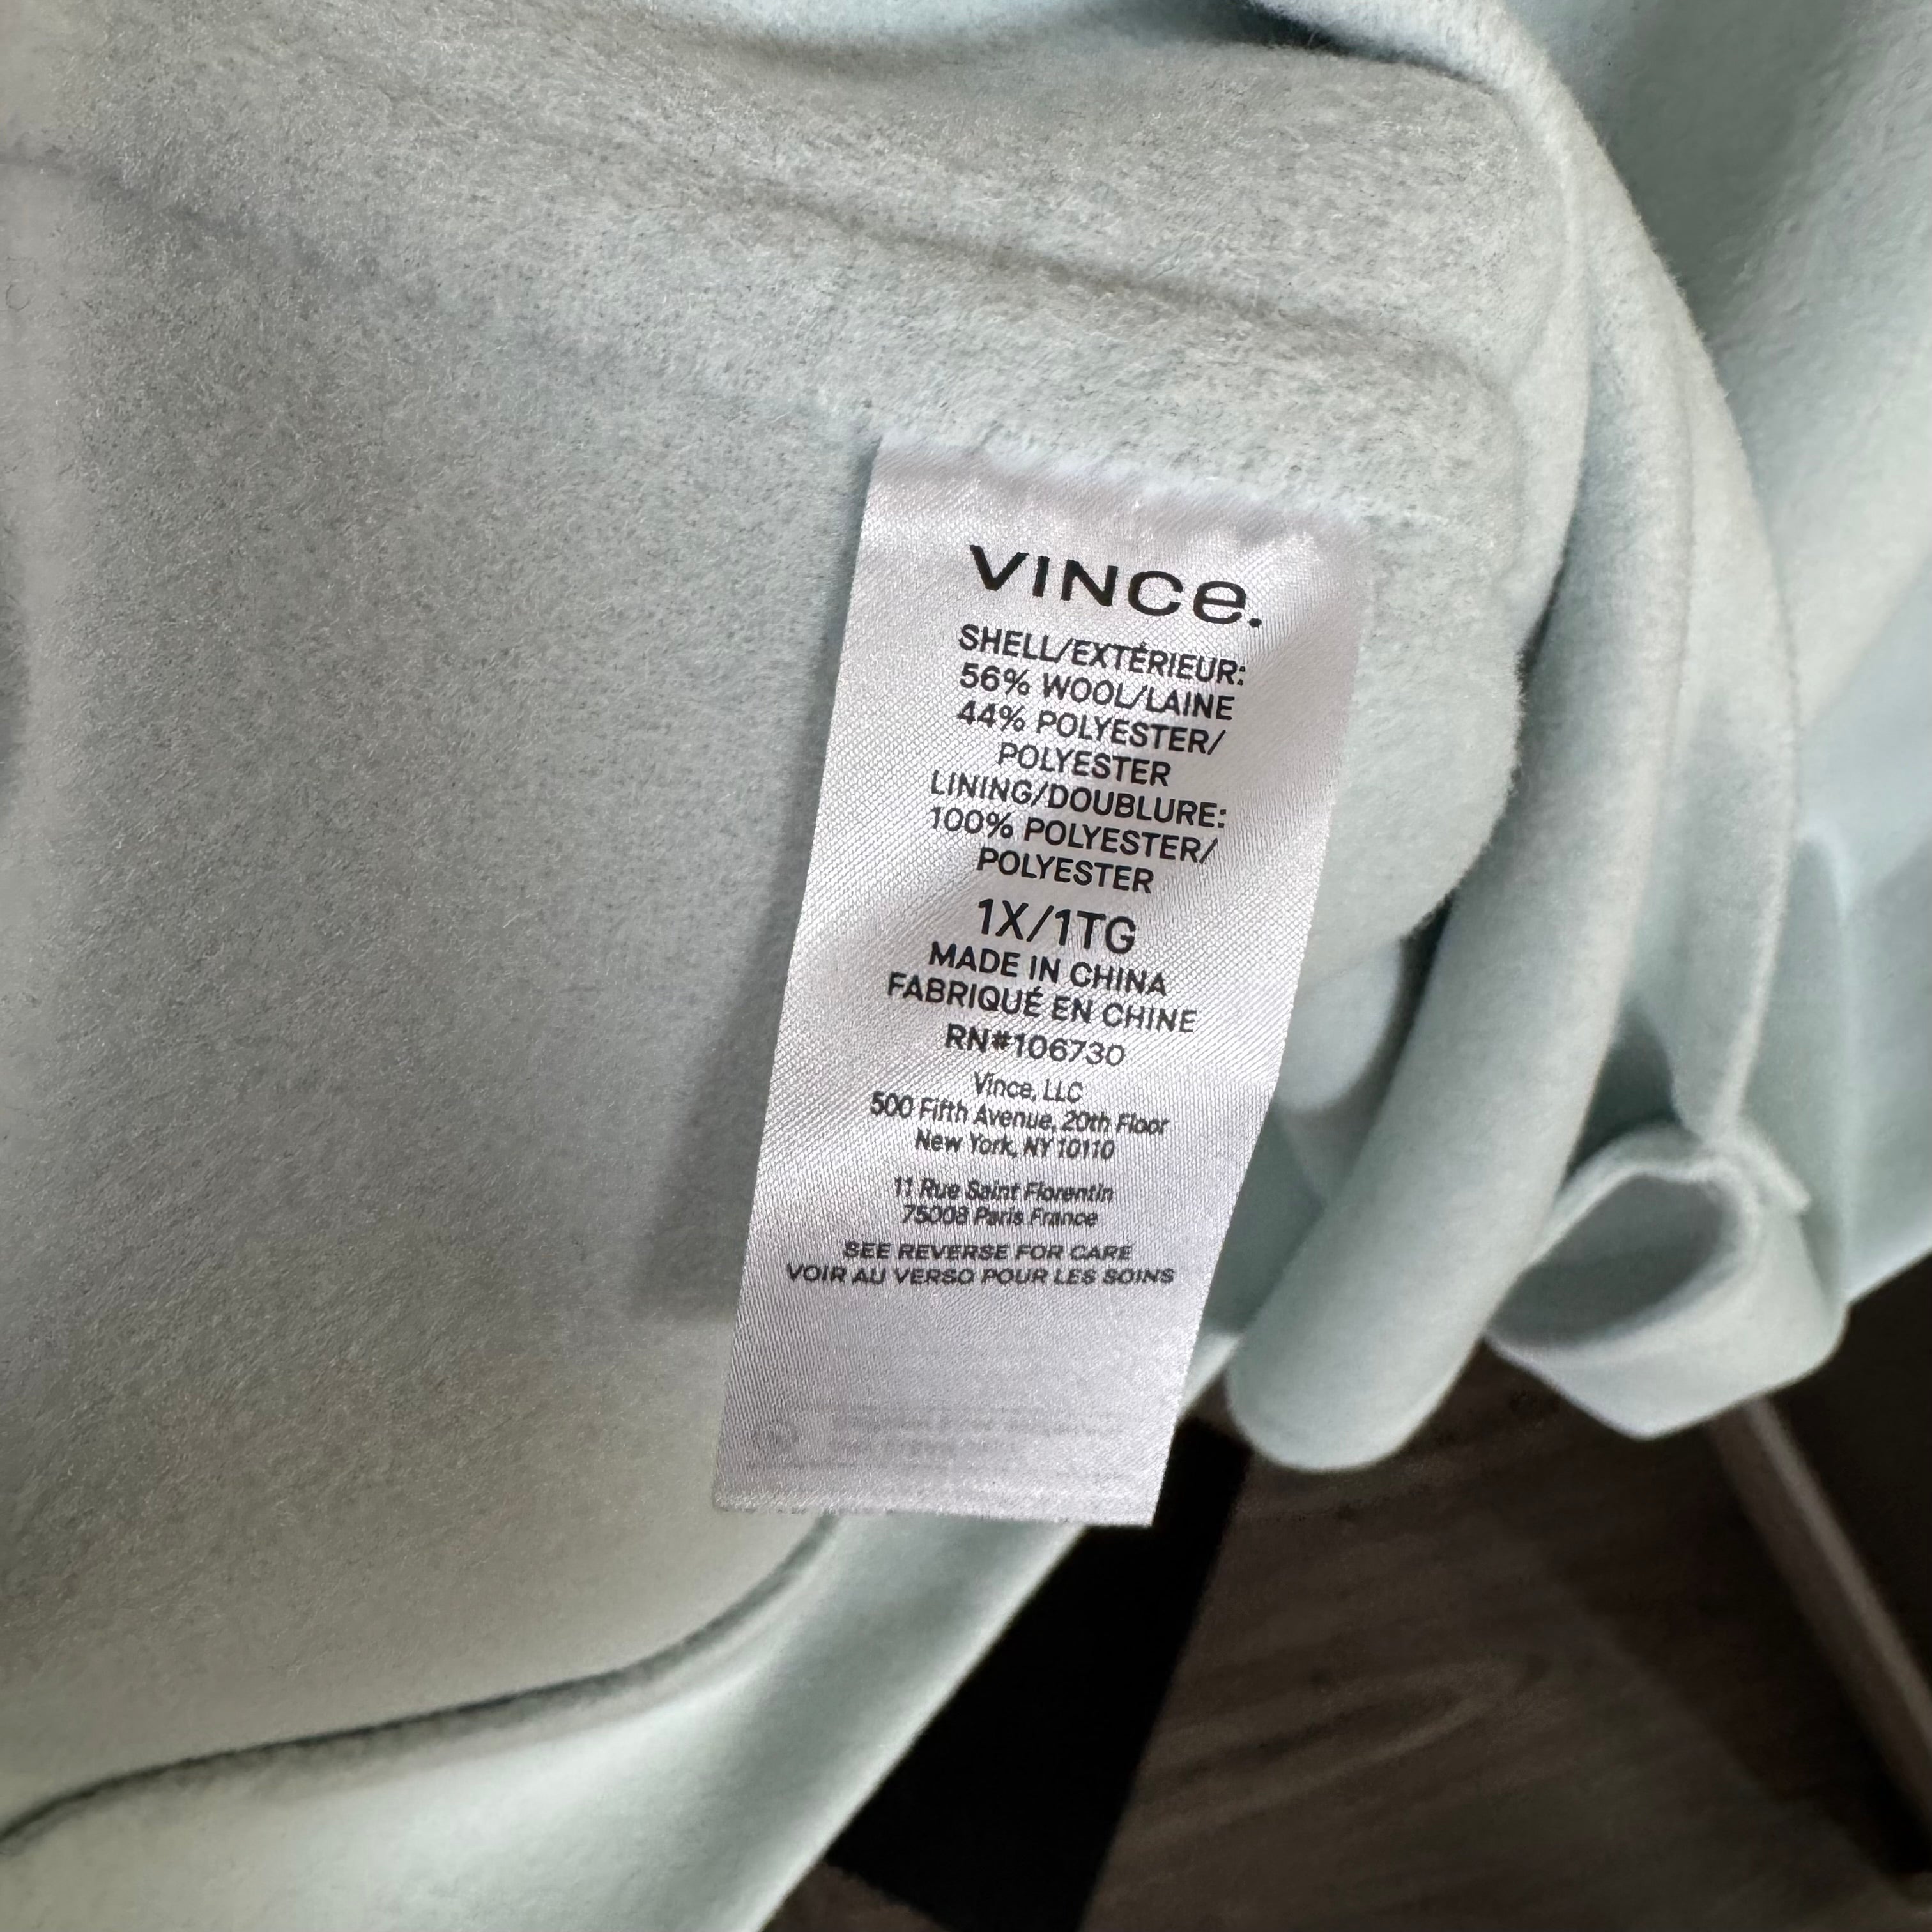 VINCe.
SHELL/EXTÉRIEUR:
56% WOOL/LAINE
44% POLYESTER/
POLYESTER
LINING/DOUBLURE:
100% POLYESTER/
POLYESTER
1X/1TG
MADE IN CHINA
FABRIQUÉ EN CHINE
RN#106730
Vince, LLC
500 Fifth Avenue, 20th Floor
New York, NY 10110
11 Rue Saint Florentin
75008 Paris France
SEE REVERSE FOR CARE
VOIR AU VERSO POUR LES SOINS